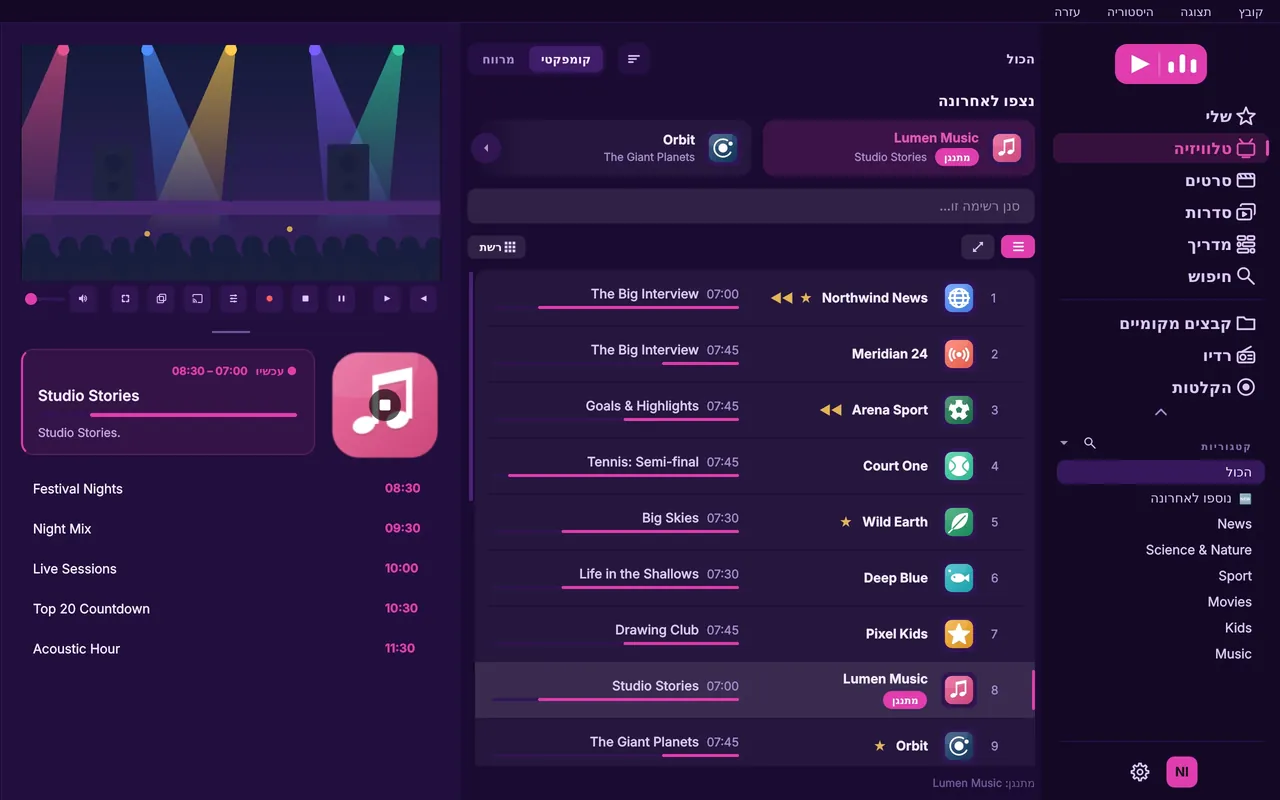 קובץ
תצוגה
היסטוריה
עזרה
שלי
טלוויזיה
סרטים
סדרות
מדריך
חיפוש
קבצים מקומיים
רדיו
הקלטות
קטגוריות
הכול
נוספו לאחרונה
News
Science & Nature
Sport
Movies
Kids
Music
NI
הכול
קומפקטי
מרווח
נצפו לאחרונה
Lumen Music
מתנגן
Studio Stories
Orbit
The Giant Planets
סנן רשימה זו...
רשת
1 Northwind News 07:00 The Big Interview
2 Meridian 24 07:45 The Big Interview
3 Arena Sport 07:45 Goals & Highlights
4 Court One 07:45 Tennis: Semi-final
5 Wild Earth 07:30 Big Skies
6 Deep Blue 07:30 Life in the Shallows
7 Pixel Kids 07:45 Drawing Club
8 Lumen Music 07:00 Studio Stories
מתנגן
9 Orbit 07:45 The Giant Planets
מתנגן: Lumen Music
עכשיו 07:00 – 08:30
Studio Stories
Studio Stories.
08:30 Festival Nights
09:30 Night Mix
10:00 Live Sessions
10:30 Top 20 Countdown
11:30 Acoustic Hour